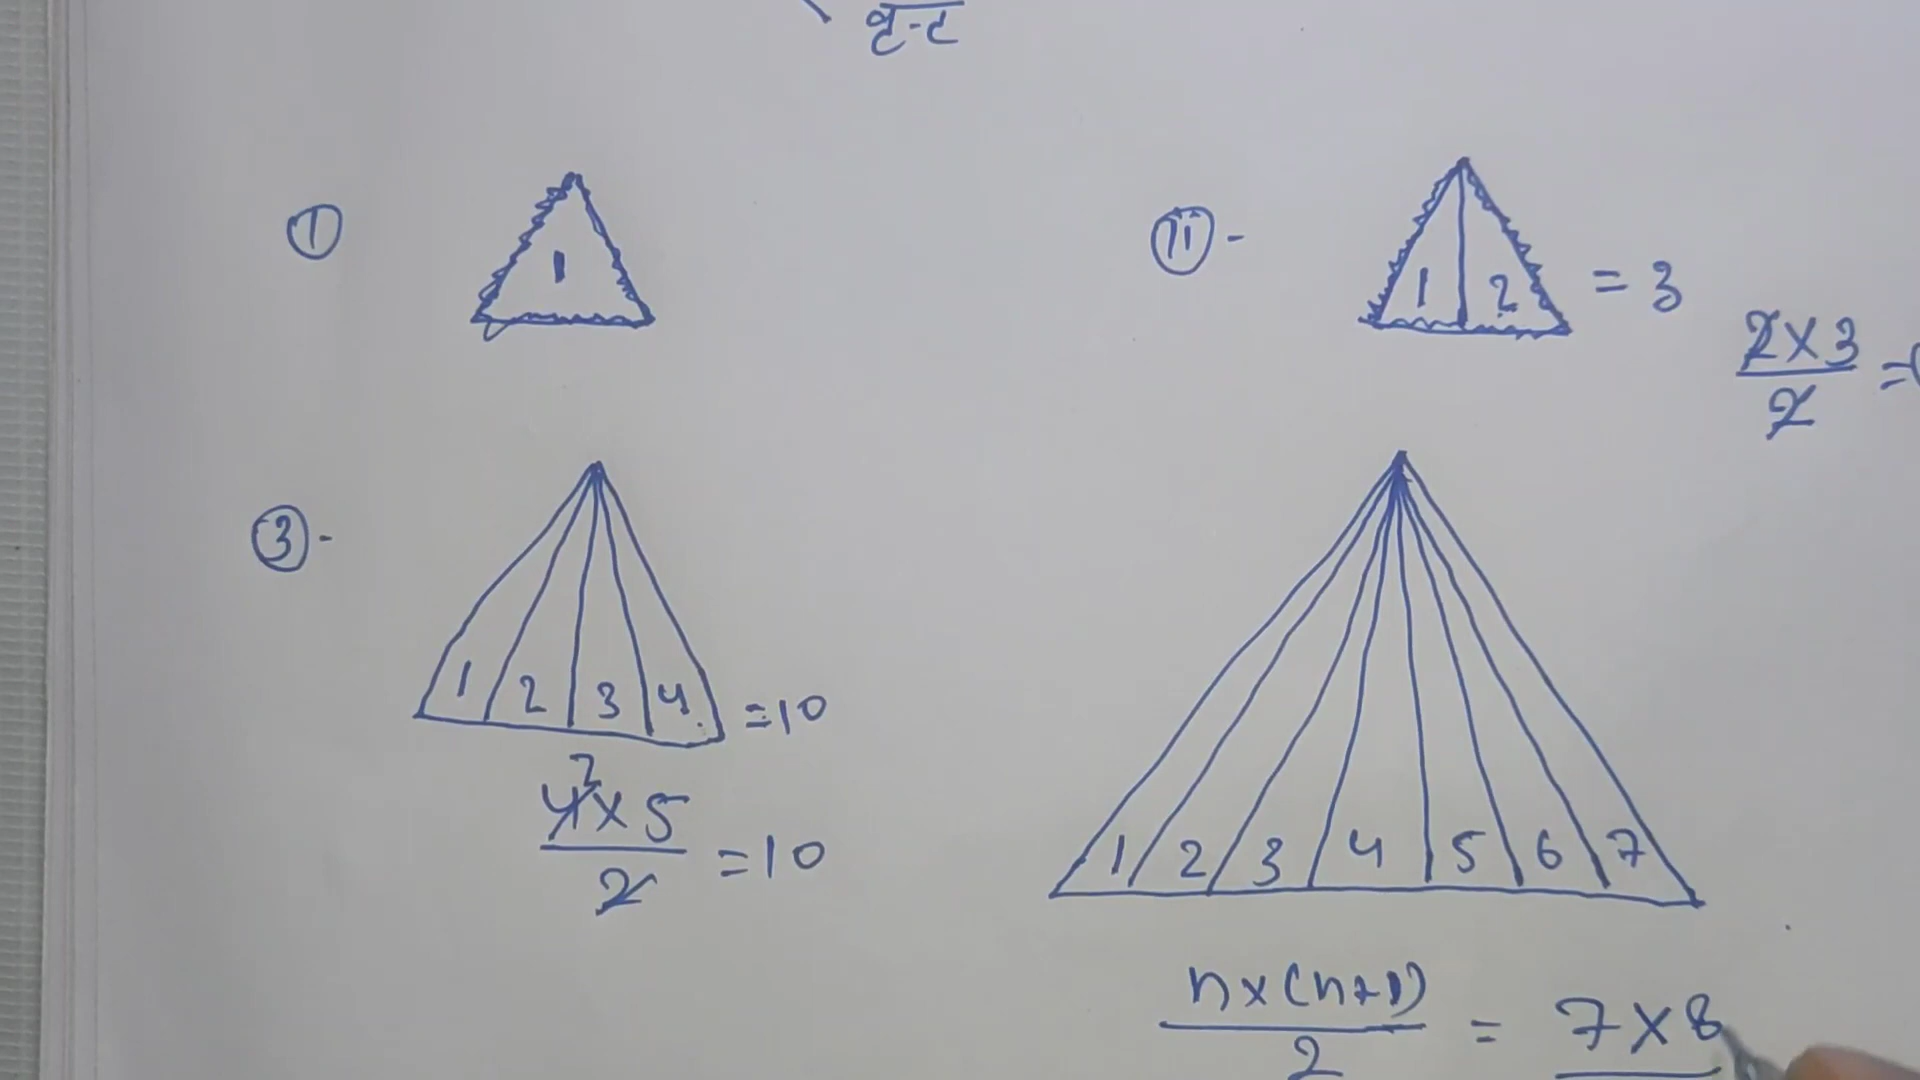 ①
1
ii -
1 2
= 3
2×3/2 =
③-
1 2 3 4
=10
2
4×5/2 =10
1 2 3 4 5 6 7
n×(n+1)/2 = 7×8